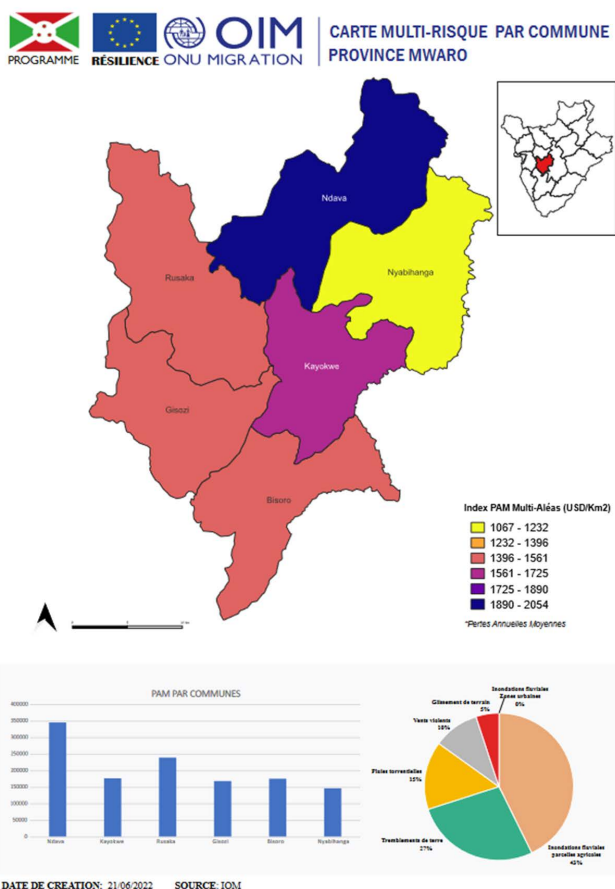 PROGRAMME
RÉSILIENCE
OIM
ONU MIGRATION
CARTE MULTI-RISQUE PAR COMMUNE
PROVINCE MWARO
Ndava
Nyabihanga
Rusaka
Kayokwe
Gisozi
Bisoro
Index PAM Multi-Aléas (USD/Km2)
1067 - 1232
1232 - 1396
1396 - 1561
1561 - 1725
1725 - 1890
1890 - 2054
*Pertes Annuelles Moyennes
PAM PAR COMMUNES
400000
350000
300000
250000
200000
150000
100000
50000
0
Ndava
Kayokwe
Rusaka
Gisozi
Bisoro
Nyabihanga
Inondations fluviales
Zones urbaines
0%
Glissement de terrain
5%
Vents violents
10%
Pluies torrentielles
15%
Tremblements de terre
27%
Inondations fluviales
parcelles agricoles
43%
DATE DE CREATION: 21/06/2022 SOURCE: IOM